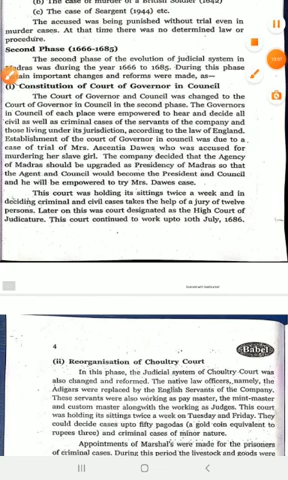 (b) The case of murder of a British Soldier (1642)
(c) The case of Seargent (1944) etc.
The accused was being punished without trial even in
murder cases. At that time there was no determined law or
procedure.
Second Phase (1666-1685)
The second phase of the evolution of judicial system in
Madras was during the year 1666 to 1685. During this phase
main important changes and reforms were made, as—
(i) Constitution of Court of Governor in Council
The Court of Governor and Council was changed to the
Court of Governor in Council in the second phase. The Governors
in Council of each place were empowered to hear and decide all
civil as well as criminal cases of the servants of the company and
those living under its jurisdiction, according to the law of England.
Establishment of the court of Governor in council was due to a
case of trial of Mrs. Ascentia Dawes who was accused for
murdering her slave girl. The company decided that the Agency
of Madras should be upgraded as Presidency of Madras so that
the Agent and Council would become the President and Council
and he will be empowered to try Mrs. Dawes case.
This court was holding its sittings twice a week and in
deciding criminal and civil cases takes the help of a jury of twelve
persons. Later on this was court designated as the High Court of
Judicature. This court continued to work upto 10th July, 1686.
4
Babel
(ii) Reorganisation of Choultry Court
In this phase, the Judicial system of Choultry Court was
also changed and reformed. The native law officers, namely, the
Adigars were replaced by the English Servants of the Company.
These servants were also working as pay master, the mint-master
and custom master alongwith the working as Judges. This court
was holding its sittings twice a week on Tuesday and Friday. They
could decide cases upto fifty pagodas (a gold coin equivalent to
rupees three) and criminal cases of minor nature.
Appointments of Marshal's were made for the prisoners
of criminal cases. During this period the livestock and goods were